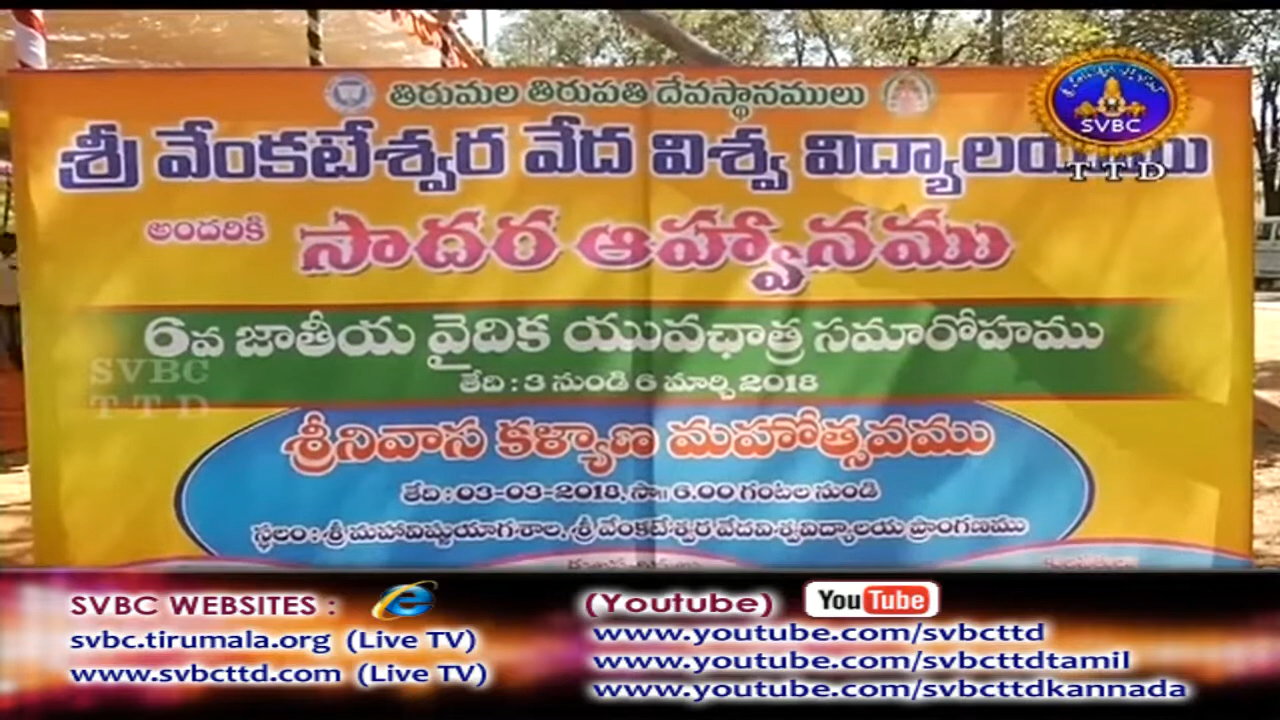 తిరుమల తిరుపతి దేవస్థానములు
SVBC
TTD
శ్రీ వేంకటేశ్వర వేద విశ్వ విద్యాలయము
అందరికి సాదర ఆహ్వానము
6వ జాతీయ వైదిక యువఛాత్ర సమారోహము
తేది : 3 నుండి 6 మార్చి 2018
SVBC
TTD
శ్రీనివాస కళ్యాణ మహోత్సవము
తేది : 03-03-2018, సా॥ 6.00 గంటల నుండి
స్థలం : శ్రీ మహావిష్ణుయాగశాల, శ్రీ వేంకటేశ్వర వేదవిశ్వవిద్యాలయ ప్రాంగణము
SVBC WEBSITES :
svbc.tirumala.org (Live TV)
www.svbcttd.com (Live TV)
(Youtube) YouTube
www.youtube.com/svbcttd
www.youtube.com/svbcttdtamil
www.youtube.com/svbcttdkannada